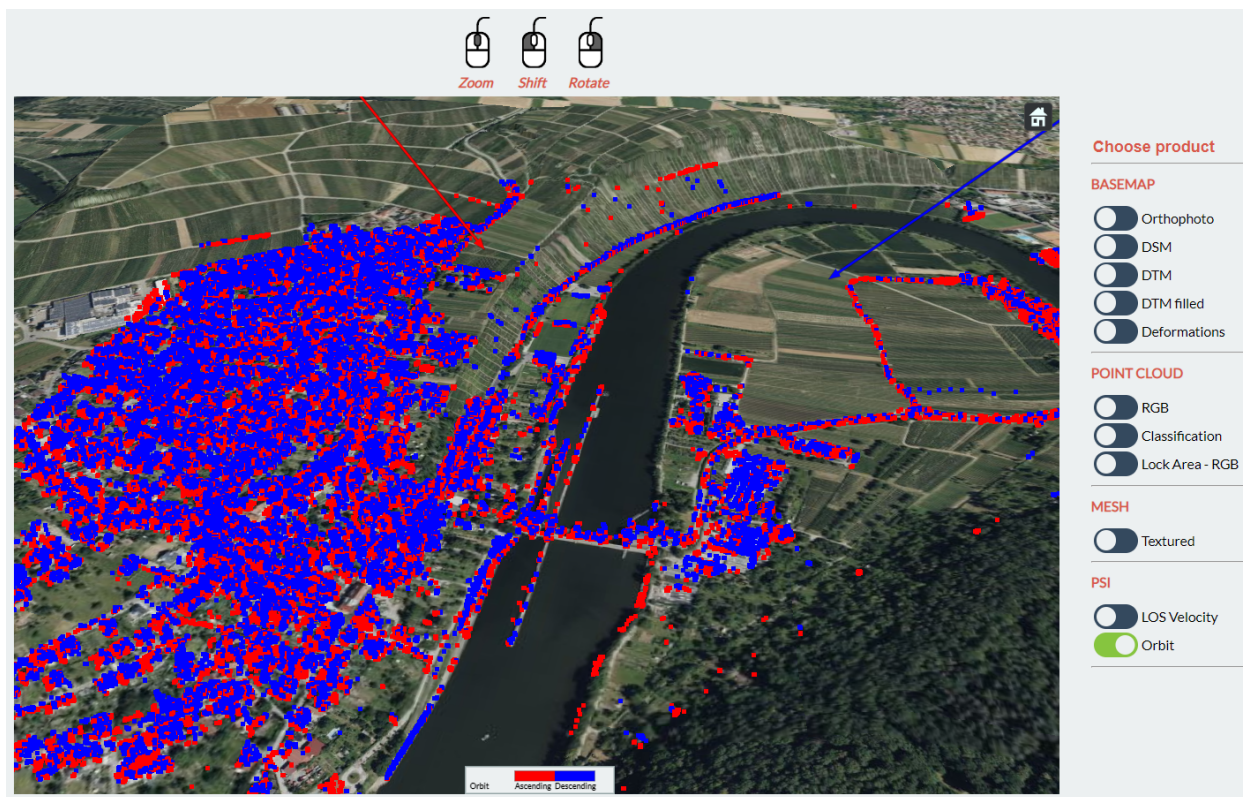 Zoom Shift Rotate
Choose product
BASEMAP
Orthophoto
DSM
DTM
DTM filled
Deformations
POINT CLOUD
RGB
Classification
Lock Area - RGB
MESH
Textured
PSI
LOS Velocity
Orbit
Orbit Ascending Descending